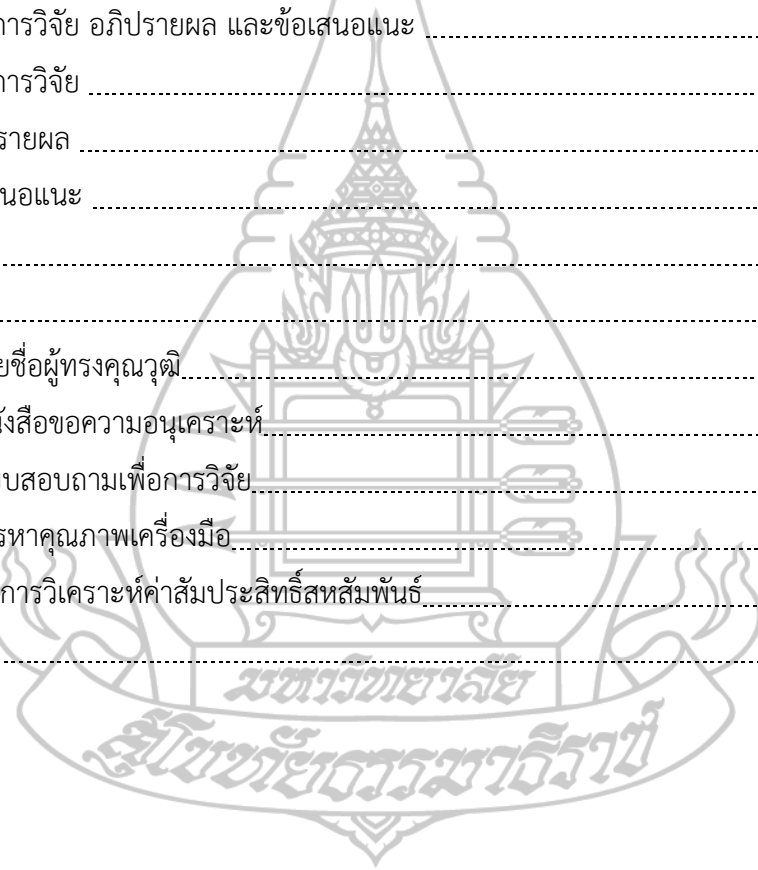 การวิจัย อภิปรายผล และข้อเสนอแนะ
การวิจัย
รายผล
นอแนะ
ยชื่อผู้ทรงคุณวุฒิ
นังสือขอความอนุเคราะห์
บสอบถามเพื่อการวิจัย
รหาคุณภาพเครื่องมือ
การวิเคราะห์ค่าสัมประสิทธิ์สหสัมพันธ์
มหาวิทยาลัย
สุโขทัยธรรมาธิราช